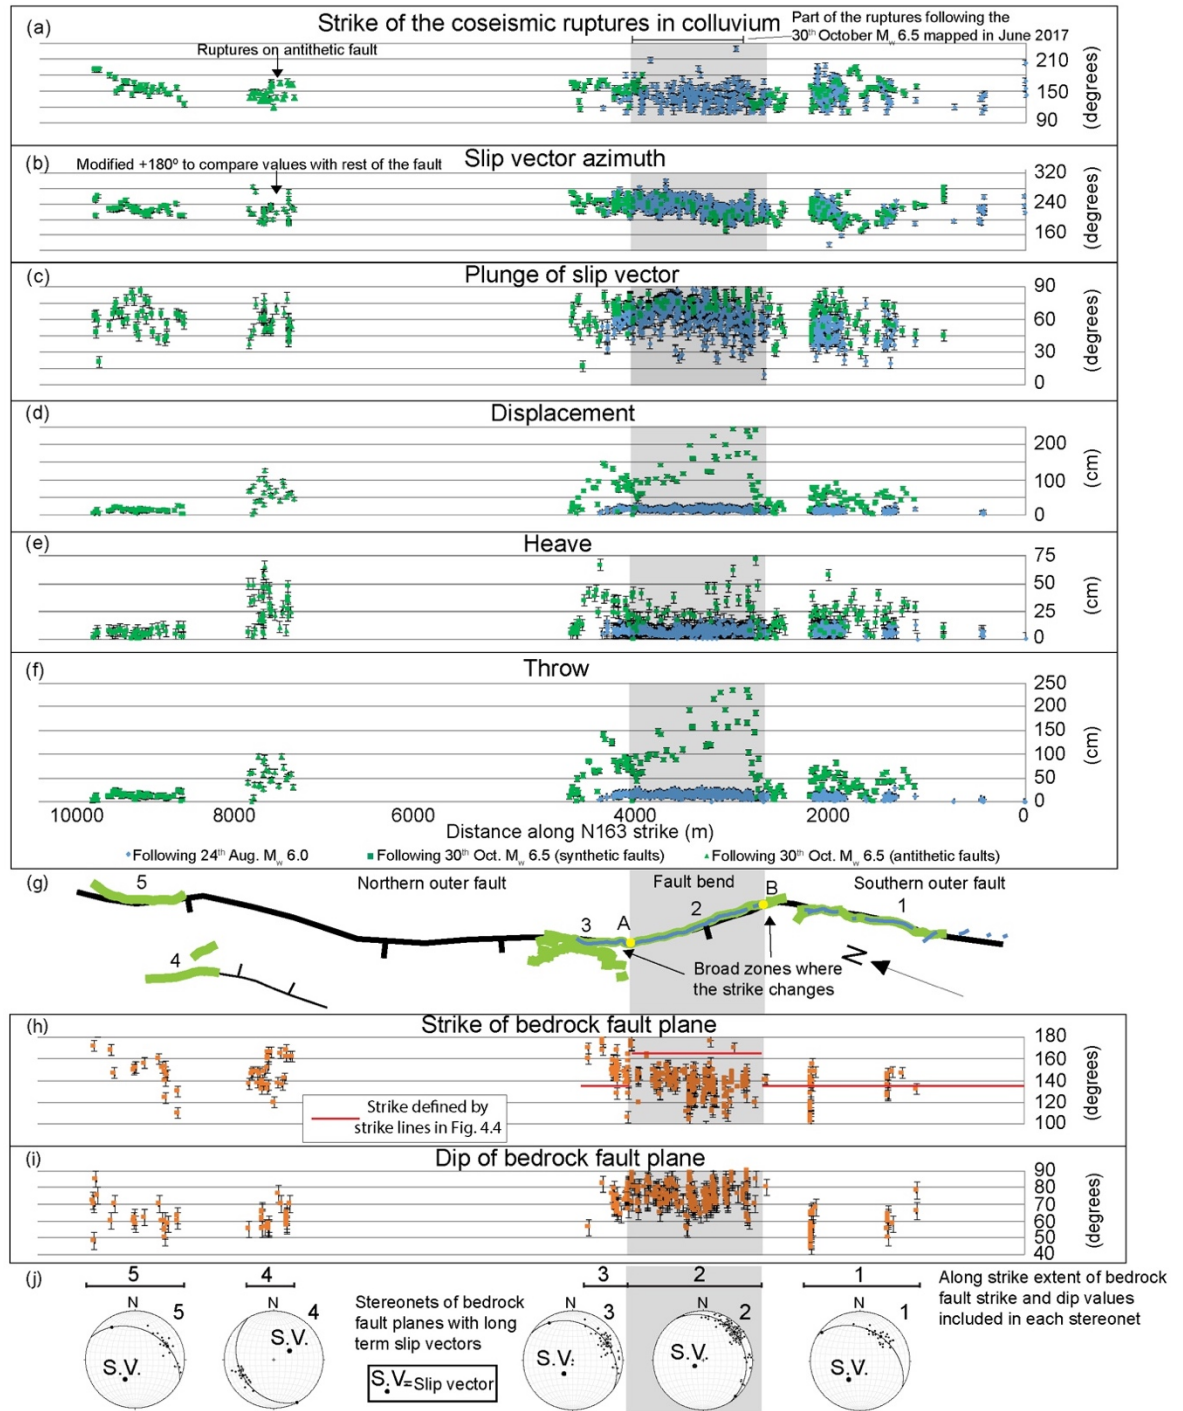 (a)
Strike of the coseismic ruptures in colluvium
Part of the ruptures following the
30th October Mw 6.5 mapped in June 2017
Ruptures on antithetic fault
210
150
90
(degrees)
(b)
Slip vector azimuth
Modified +180º to compare values with rest of the fault
320
240
160
(degrees)
(c)
Plunge of slip vector
90
60
30
0
(degrees)
(d)
Displacement
200
100
0
(cm)
(e)
Heave
75
50
25
0
(cm)
(f)
Throw
250
200
150
100
50
0
(cm)
10000 8000 6000 4000 2000 0
Distance along N163 strike (m)
Following 24th Aug. Mw 6.0
Following 30th Oct. Mw 6.5 (synthetic faults)
Following 30th Oct. Mw 6.5 (antithetic faults)
(g)
5
Northern outer fault
Fault bend
B
Southern outer fault
2
1
3
A
4
Broad zones where
the strike changes
N
(h)
Strike of bedrock fault plane
180
160
140
120
100
(degrees)
Strike defined by
strike lines in Fig. 4.4
(i)
Dip of bedrock fault plane
90
80
70
60
50
40
(degrees)
(j)
5 4 3 2 1
Along strike extent of bedrock
fault strike and dip values
included in each stereonet
Stereonets of bedrock
fault planes with long
term slip vectors
S.V.=Slip vector
N 5 S.V.
N 4 S.V.
N 3 S.V.
N 2 S.V.
N 1 S.V.